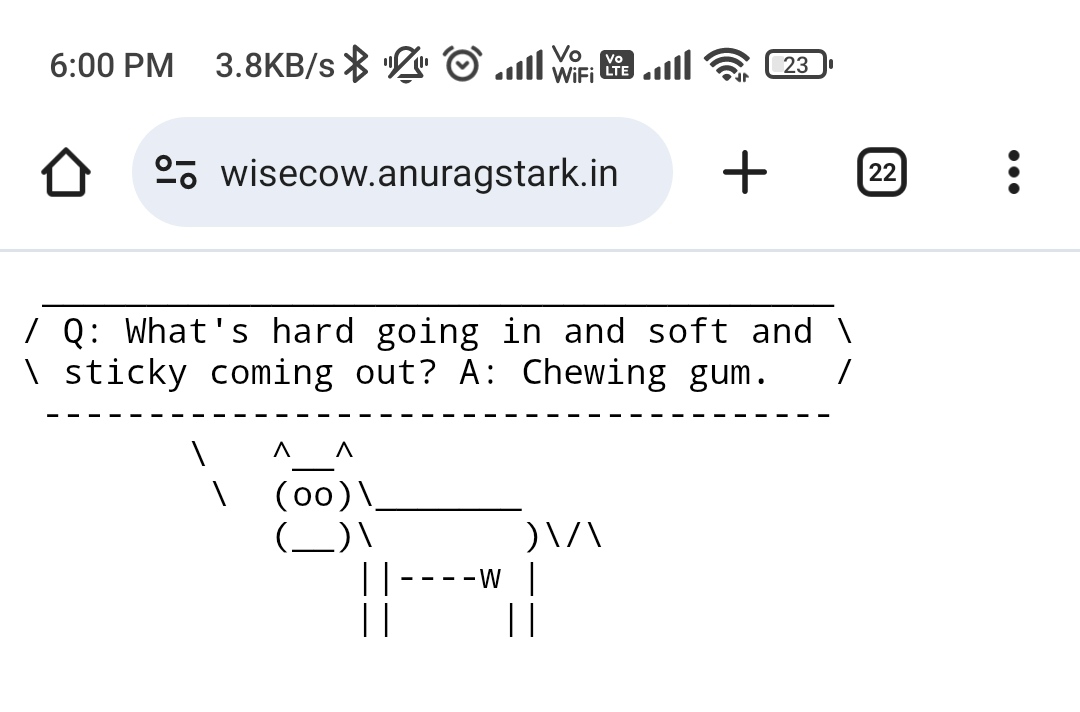 6:00 PM 3.8KB/s Vo WiFi Vo LTE 23
wisecow.anuragstark.in 22
 ______________________________________
/ Q: What's hard going in and soft and \
\ sticky coming out? A: Chewing gum.   /
 --------------------------------------
        \   ^__^
         \  (oo)\_______
            (__)\       )\/\
                ||----w |
                ||     ||